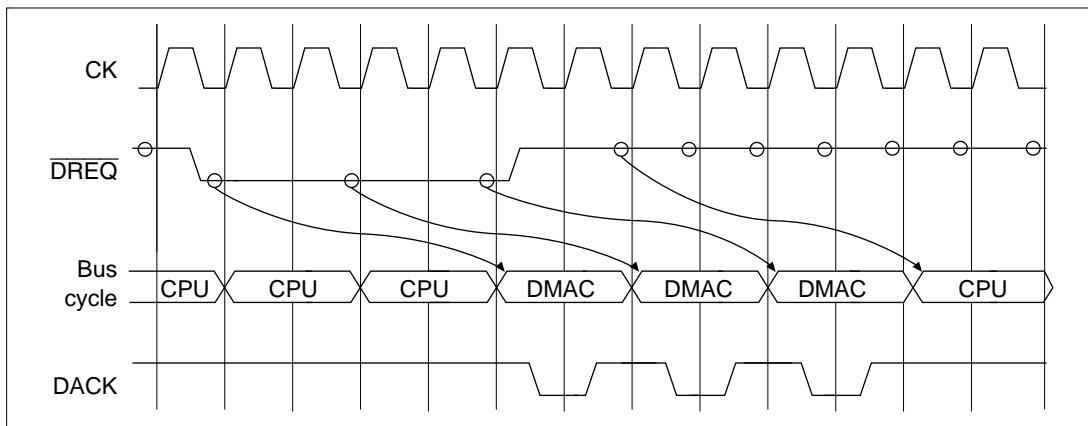 CK
DREQ
Bus cycle
CPU CPU CPU DMAC DMAC DMAC CPU
DACK